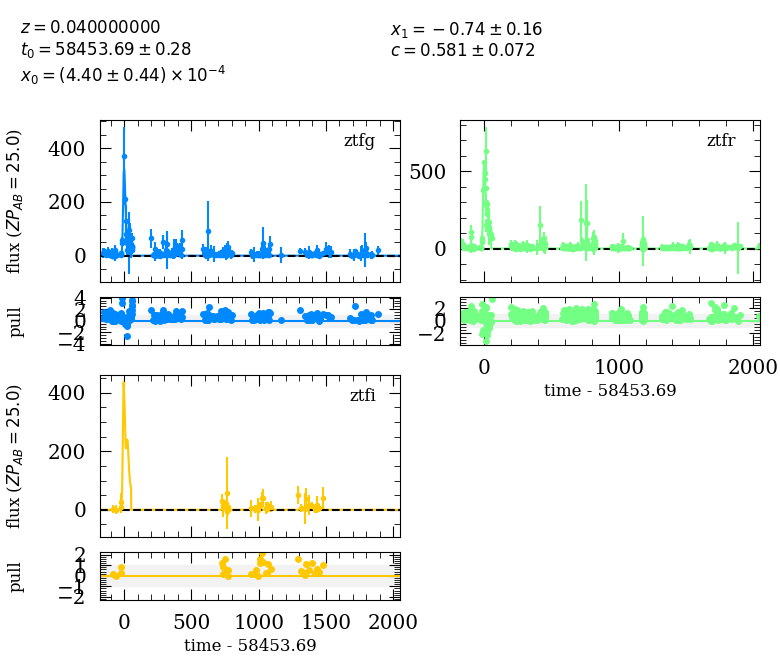 z = 0.040000000
t₀ = 58453.69 ± 0.28
x₀ = (4.40 ± 0.44) × 10⁻⁴
x₁ = −0.74 ± 0.16
c = 0.581 ± 0.072
ztfg
flux (ZP_AB = 25.0)
400
200
0
ztfr
500
0
pull
4
2
0
−2
−4
2
0
−2
0
1000
2000
time - 58453.69
ztfi
flux (ZP_AB = 25.0)
400
200
0
pull
2
1
0
−1
−2
0
500
1000
1500
2000
time - 58453.69